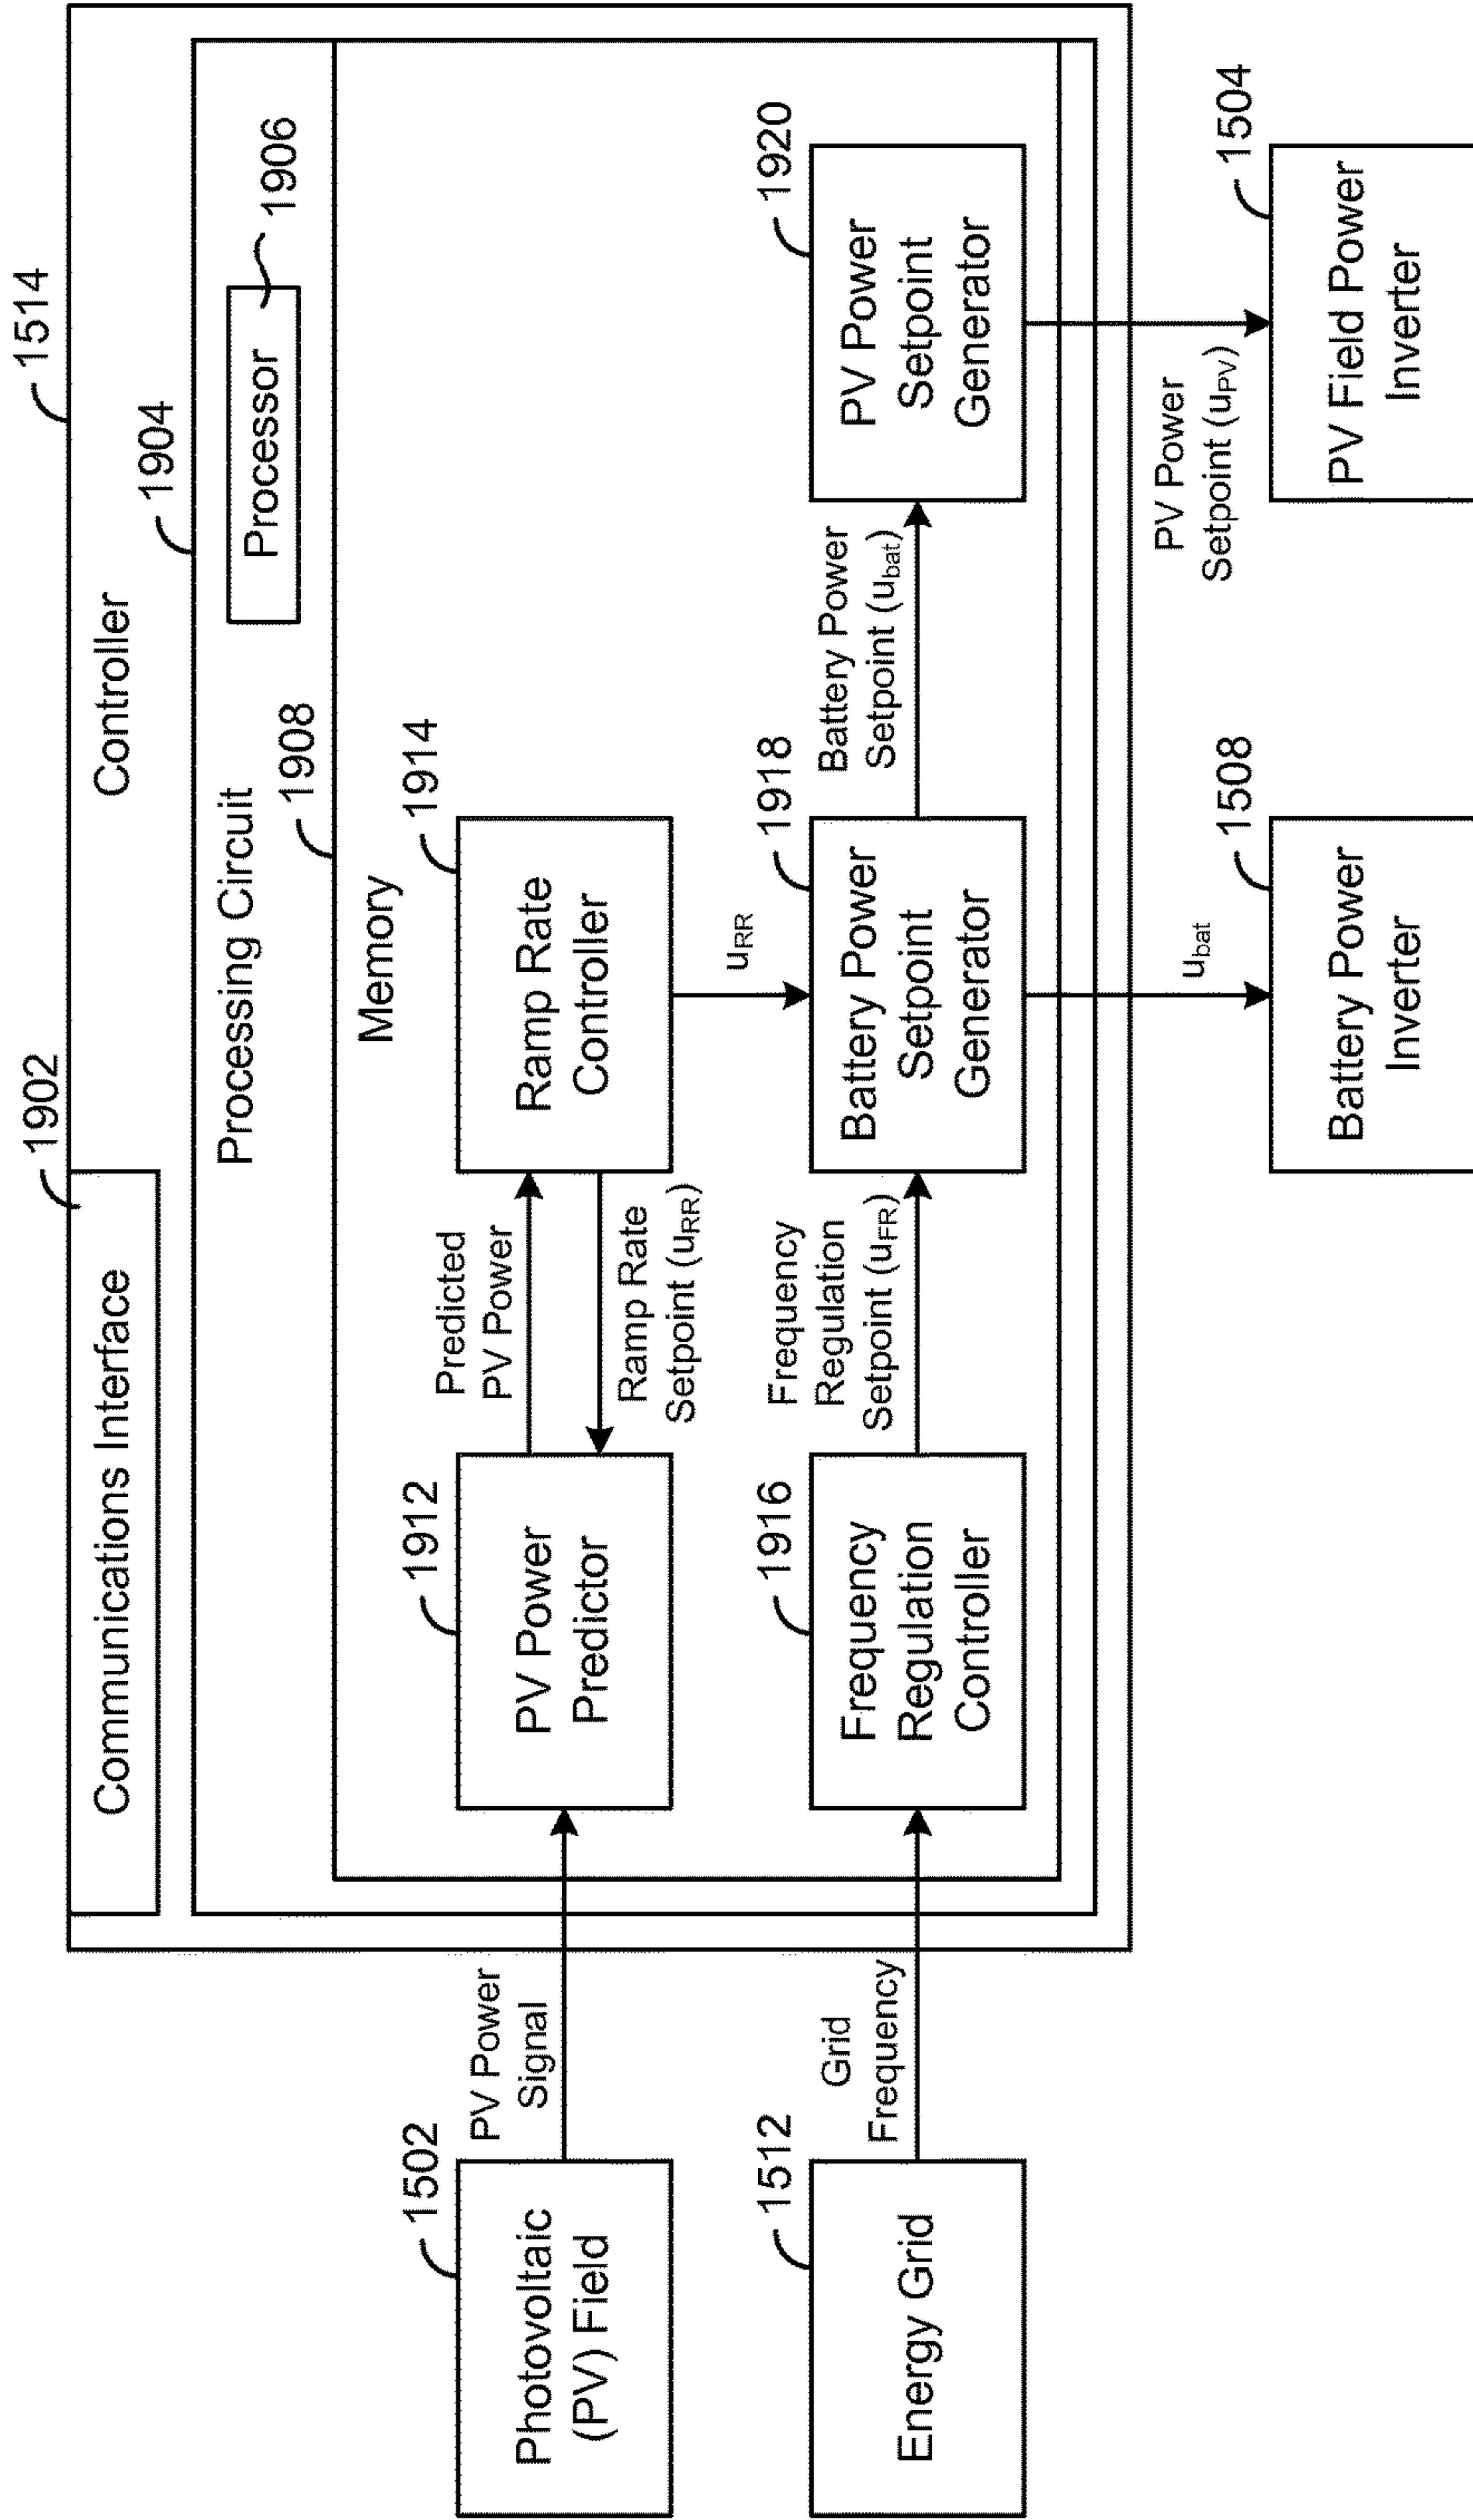 1902
1514
Communications Interface
Controller
1904
Processing Circuit
1906
Processor
1908
Memory
1502
1912
1914
Photovoltaic
(PV) Field
PV Power
Signal
PV Power
Predictor
Predicted
PV Power
Ramp Rate
Setpoint (uRR)
Ramp Rate
Controller
uRR
1512
1916
1918
1920
Energy Grid
Grid
Frequency
Frequency
Regulation
Controller
Frequency
Regulation
Setpoint (uFR)
Battery Power
Setpoint
Generator
Battery Power
Setpoint (ubat)
PV Power
Setpoint
Generator
ubat
PV Power
Setpoint (uPV)
1508
1504
Battery Power
Inverter
PV Field Power
Inverter